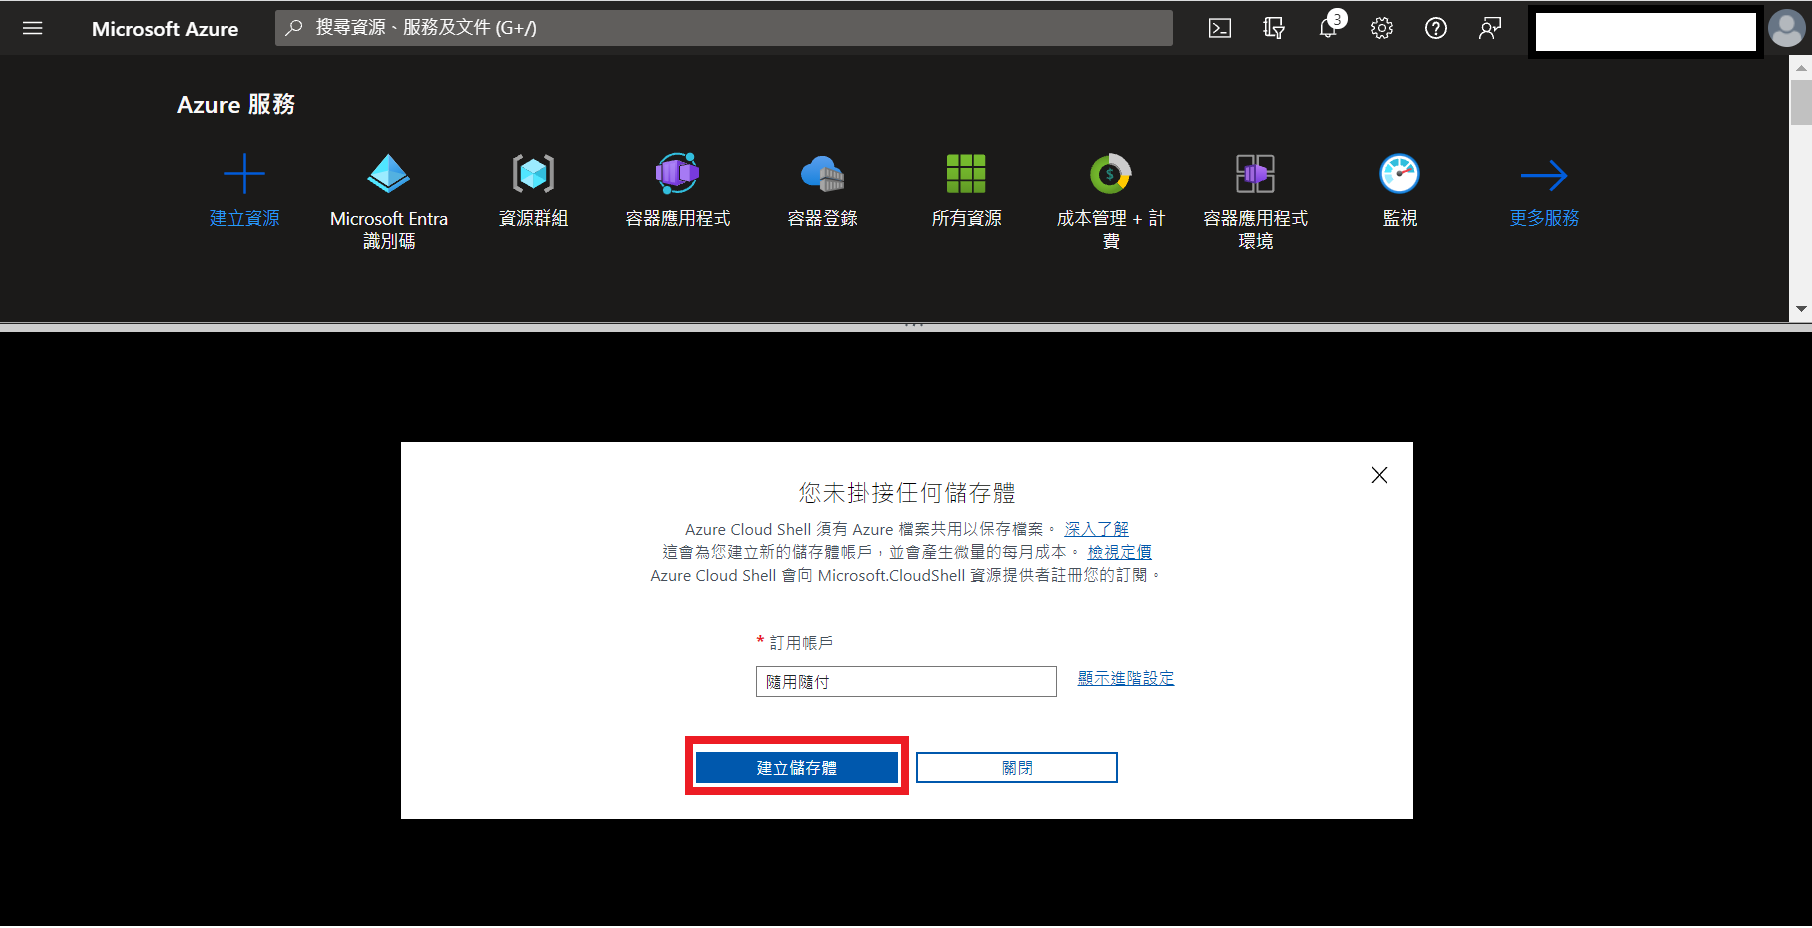 Microsoft Azure
搜尋資源、服務及文件 (G+/)
3
Azure 服務
建立資源
Microsoft Entra
識別碼
資源群組
容器應用程式
容器登錄
所有資源
成本管理 + 計
費
容器應用程式
環境
監視
更多服務
您未掛接任何儲存體
Azure Cloud Shell 須有 Azure 檔案共用以保存檔案。 深入了解
這會為您建立新的儲存體帳戶，並會產生微量的每月成本。 檢視定價
Azure Cloud Shell 會向 Microsoft.CloudShell 資源提供者註冊您的訂閱。
* 訂用帳戶
隨用隨付
顯示進階設定
建立儲存體
關閉